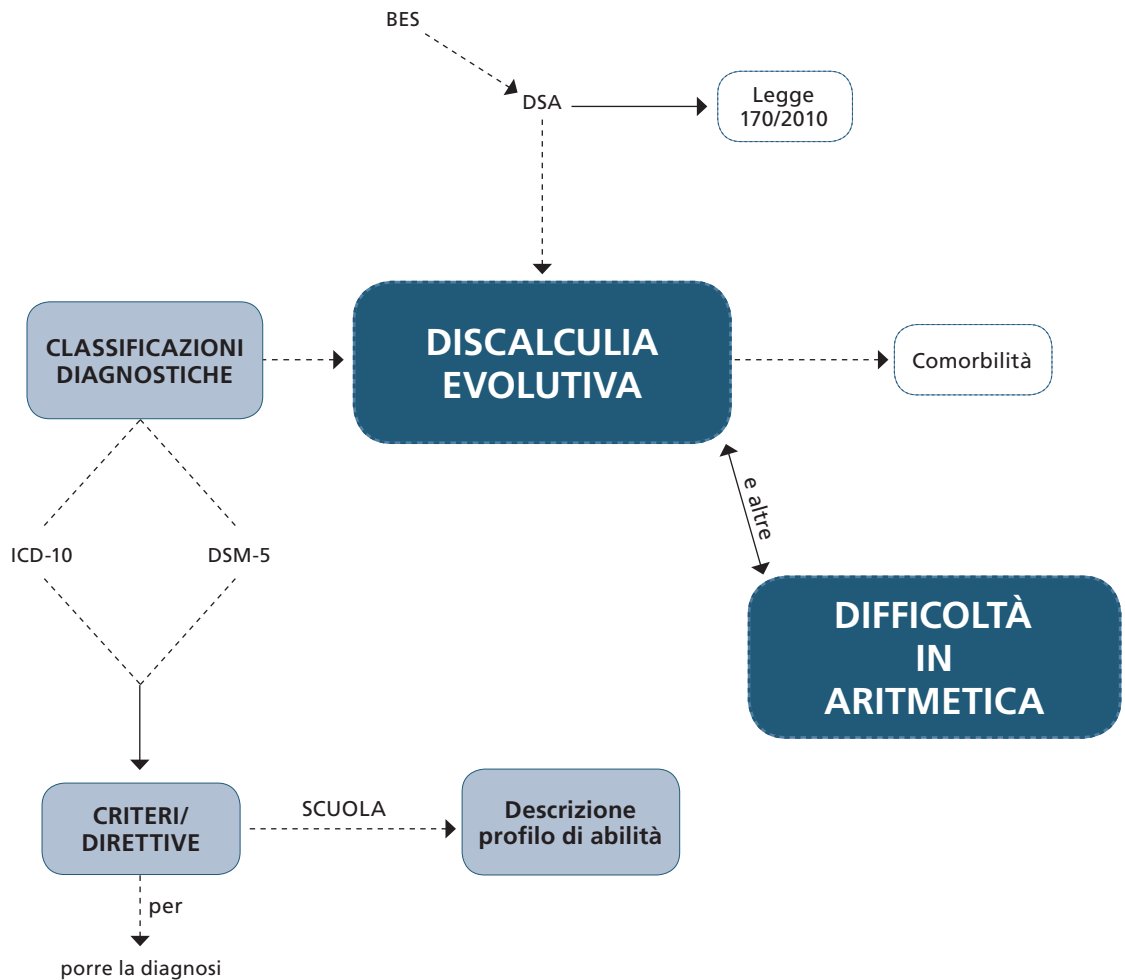 BES
DSA
Legge
170/2010
CLASSIFICAZIONI
DIAGNOSTICHE
DISCALCULIA
EVOLUTIVA
Comorbilità
e altre
ICD-10
DSM-5
DIFFICOLTÀ
IN
ARITMETICA
CRITERI/
DIRETTIVE
SCUOLA
Descrizione
profilo di abilità
per
porre la diagnosi